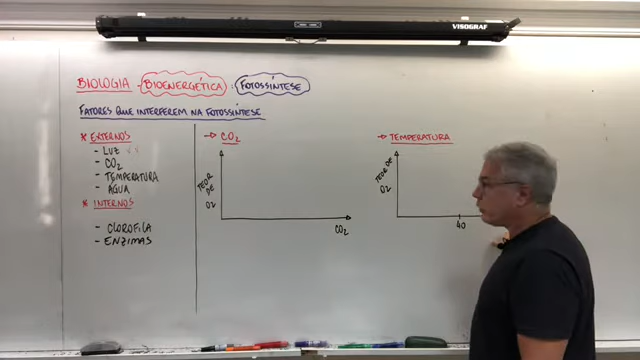 VISOGRAF
BIOLOGIA - BIOENERGÉTICA : FOTOSSÍNTESE
FATORES QUE INTERFEREM NA FOTOSSÍNTESE
* EXTERNOS
- LUZ
- CO2
- TEMPERATURA
- ÁGUA
* INTERNOS
- CLOROFILA
- ENZIMAS
→ CO2
TEOR
DE
O2
CO2
→ TEMPERATURA
TEOR DE
O2
40